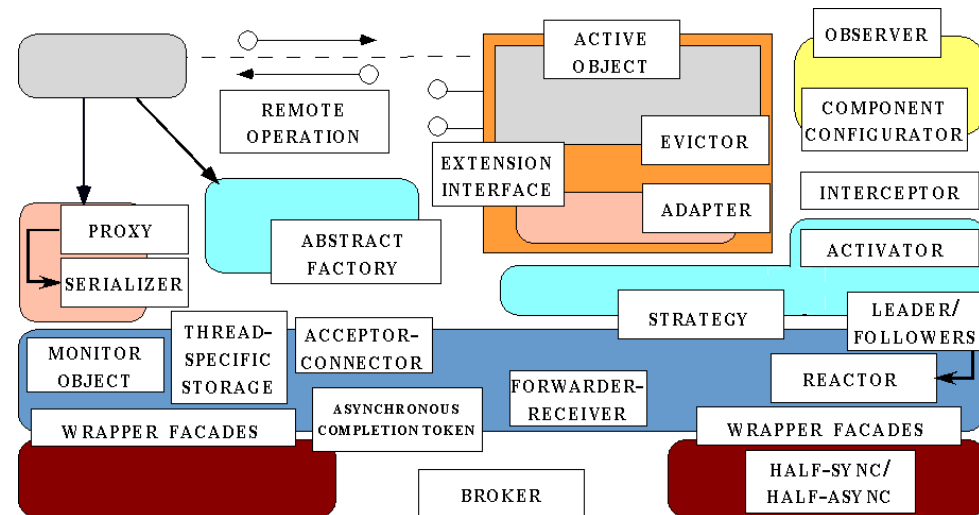 OBSERVER
ACTIVE
OBJECT
REMOTE
OPERATION
COMPONENT
CONFIGURATOR
EVICTOR
EXTENSION
INTERFACE
INTERCEPTOR
ADAPTER
PROXY
ABSTRACT
FACTORY
ACTIVATOR
SERIALIZER
STRATEGY
LEADER/
FOLLOWERS
THREAD-
SPECIFIC
STORAGE
ACCEPTOR-
CONNECTOR
MONITOR
OBJECT
REACTOR
FORWARDER-
RECEIVER
ASYNCHRONOUS
COMPLETION TOKEN
WRAPPER FACADES
WRAPPER FACADES
HALF-SYNC/
HALF-ASYNC
BROKER